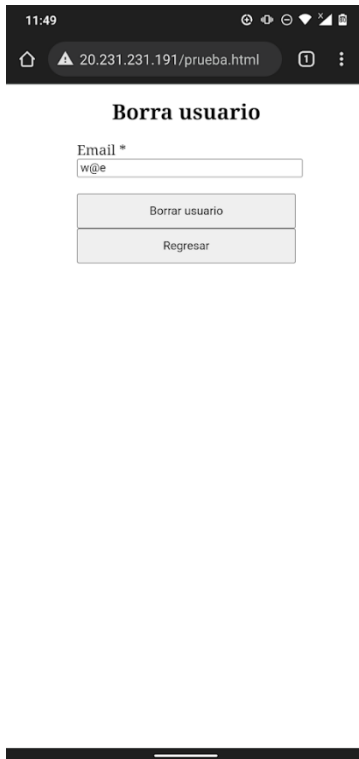 11:49
20.231.231.191/prueba.html
1
Borra usuario
Email *
w@e
Borrar usuario
Regresar